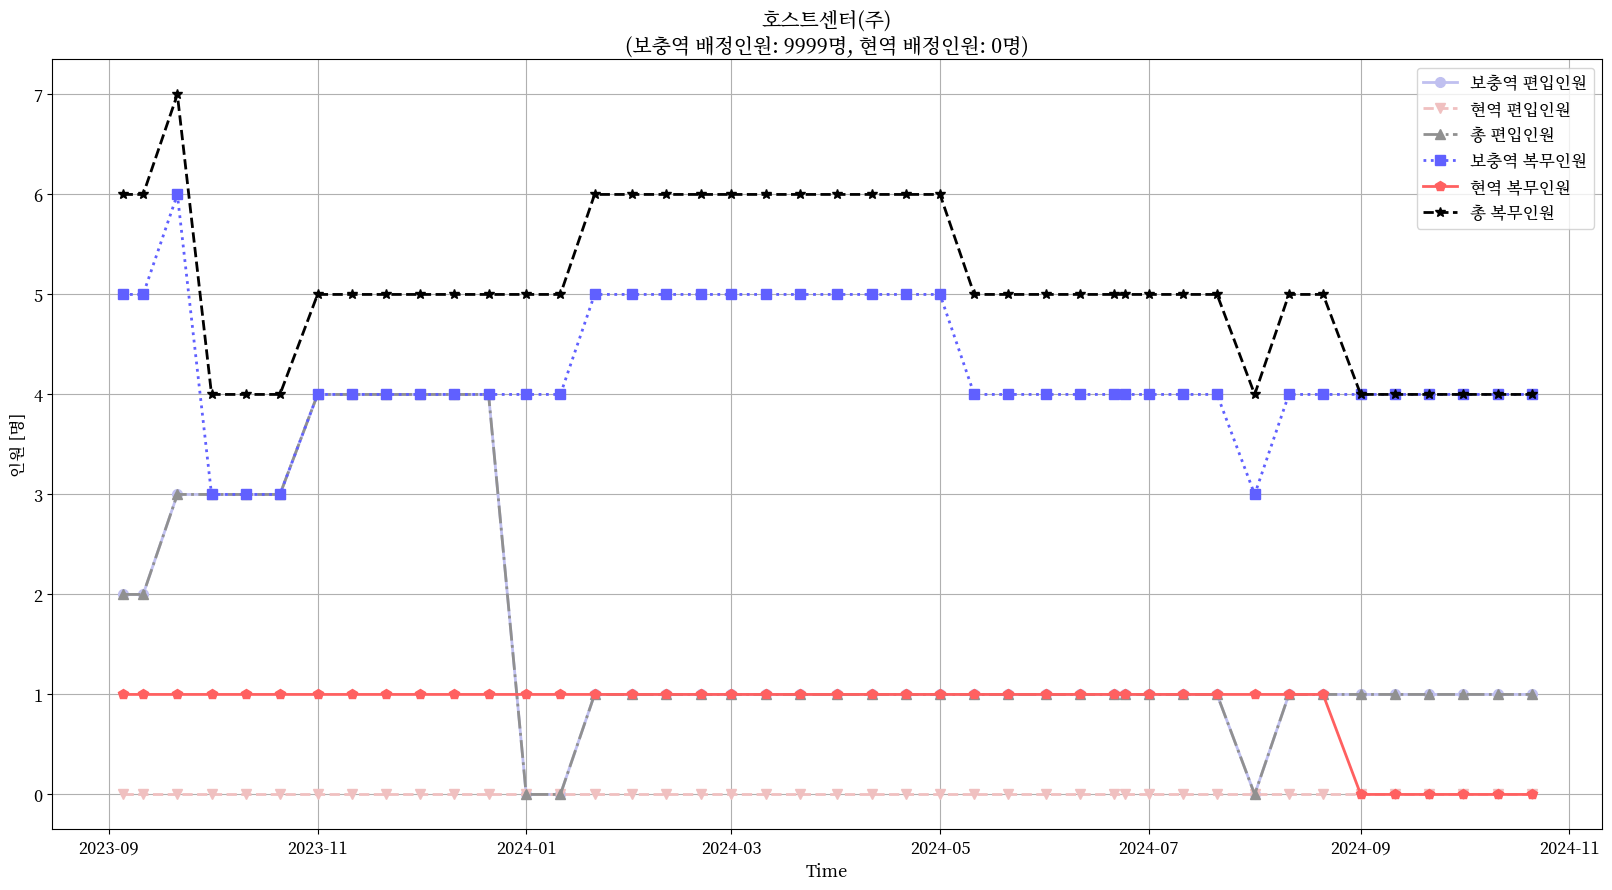 호스트센터(주)
(보충역 배정인원: 9999명, 현역 배정인원: 0명)
보충역 편입인원
현역 편입인원
총 편입인원
보충역 복무인원
현역 복무인원
총 복무인원
인원 [명]
7
6
5
4
3
2
1
0
2023-09
2023-11
2024-01
2024-03
2024-05
2024-07
2024-09
2024-11
Time